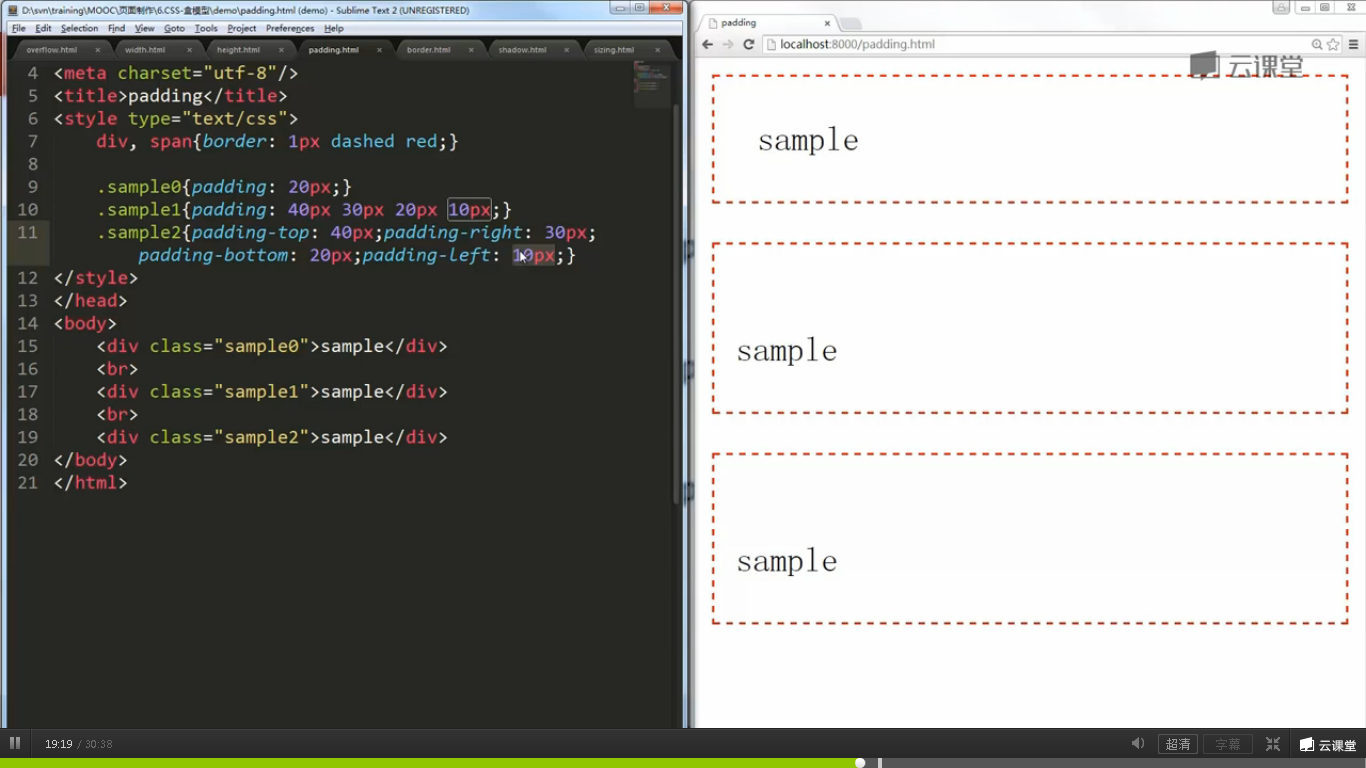 D:\svn\training\MOOC\页面制作\6.CSS-盒模型\demo\padding.html (demo) - Sublime Text 2 (UNREGISTERED)
File Edit Selection Find View Goto Tools Project Preferences Help
overflow.html × width.html × height.html × padding.html × border.html × shadow.html × sizing.html ×
4 <meta charset="utf-8"/>
5 <title>padding</title>
6 <style type="text/css">
7 div, span{border: 1px dashed red;}
8
9 .sample0{padding: 20px;}
10 .sample1{padding: 40px 30px 20px 10px;}
11 .sample2{padding-top: 40px;padding-right: 30px;
padding-bottom: 20px;padding-left: 10px;}
12 </style>
13 </head>
14 <body>
15 <div class="sample0">sample</div>
16 <br>
17 <div class="sample1">sample</div>
18 <br>
19 <div class="sample2">sample</div>
20 </body>
21 </html>
padding ×
localhost:8000/padding.html
云课堂
sample
sample
sample
19:19 / 30:38
超清 字幕 云课堂